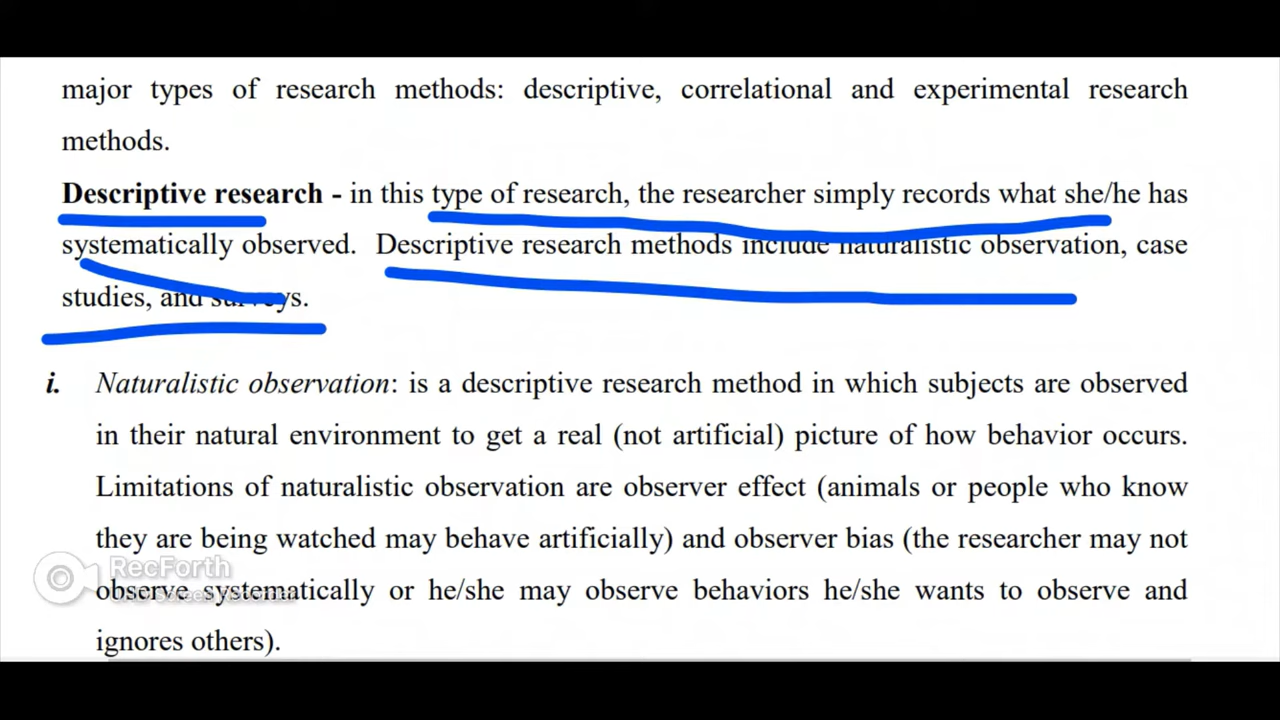 major types of research methods: descriptive, correlational and experimental research
methods.
Descriptive research - in this type of research, the researcher simply records what she/he has
systematically observed. Descriptive research methods include naturalistic observation, case
studies, and surveys.
i. Naturalistic observation: is a descriptive research method in which subjects are observed
in their natural environment to get a real (not artificial) picture of how behavior occurs.
Limitations of naturalistic observation are observer effect (animals or people who know
they are being watched may behave artificially) and observer bias (the researcher may not
RecForth
observe systematically or he/she may observe behaviors he/she wants to observe and
ignores others).